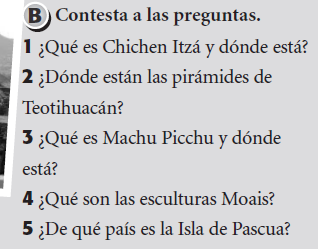 B Contesta a las preguntas.
1 ¿Qué es Chichen Itzá y dónde está?
2 ¿Dónde están las pirámides de
Teotihuacán?
3 ¿Qué es Machu Picchu y dónde
está?
4 ¿Qué son las esculturas Moais?
5 ¿De qué país es la Isla de Pascua?